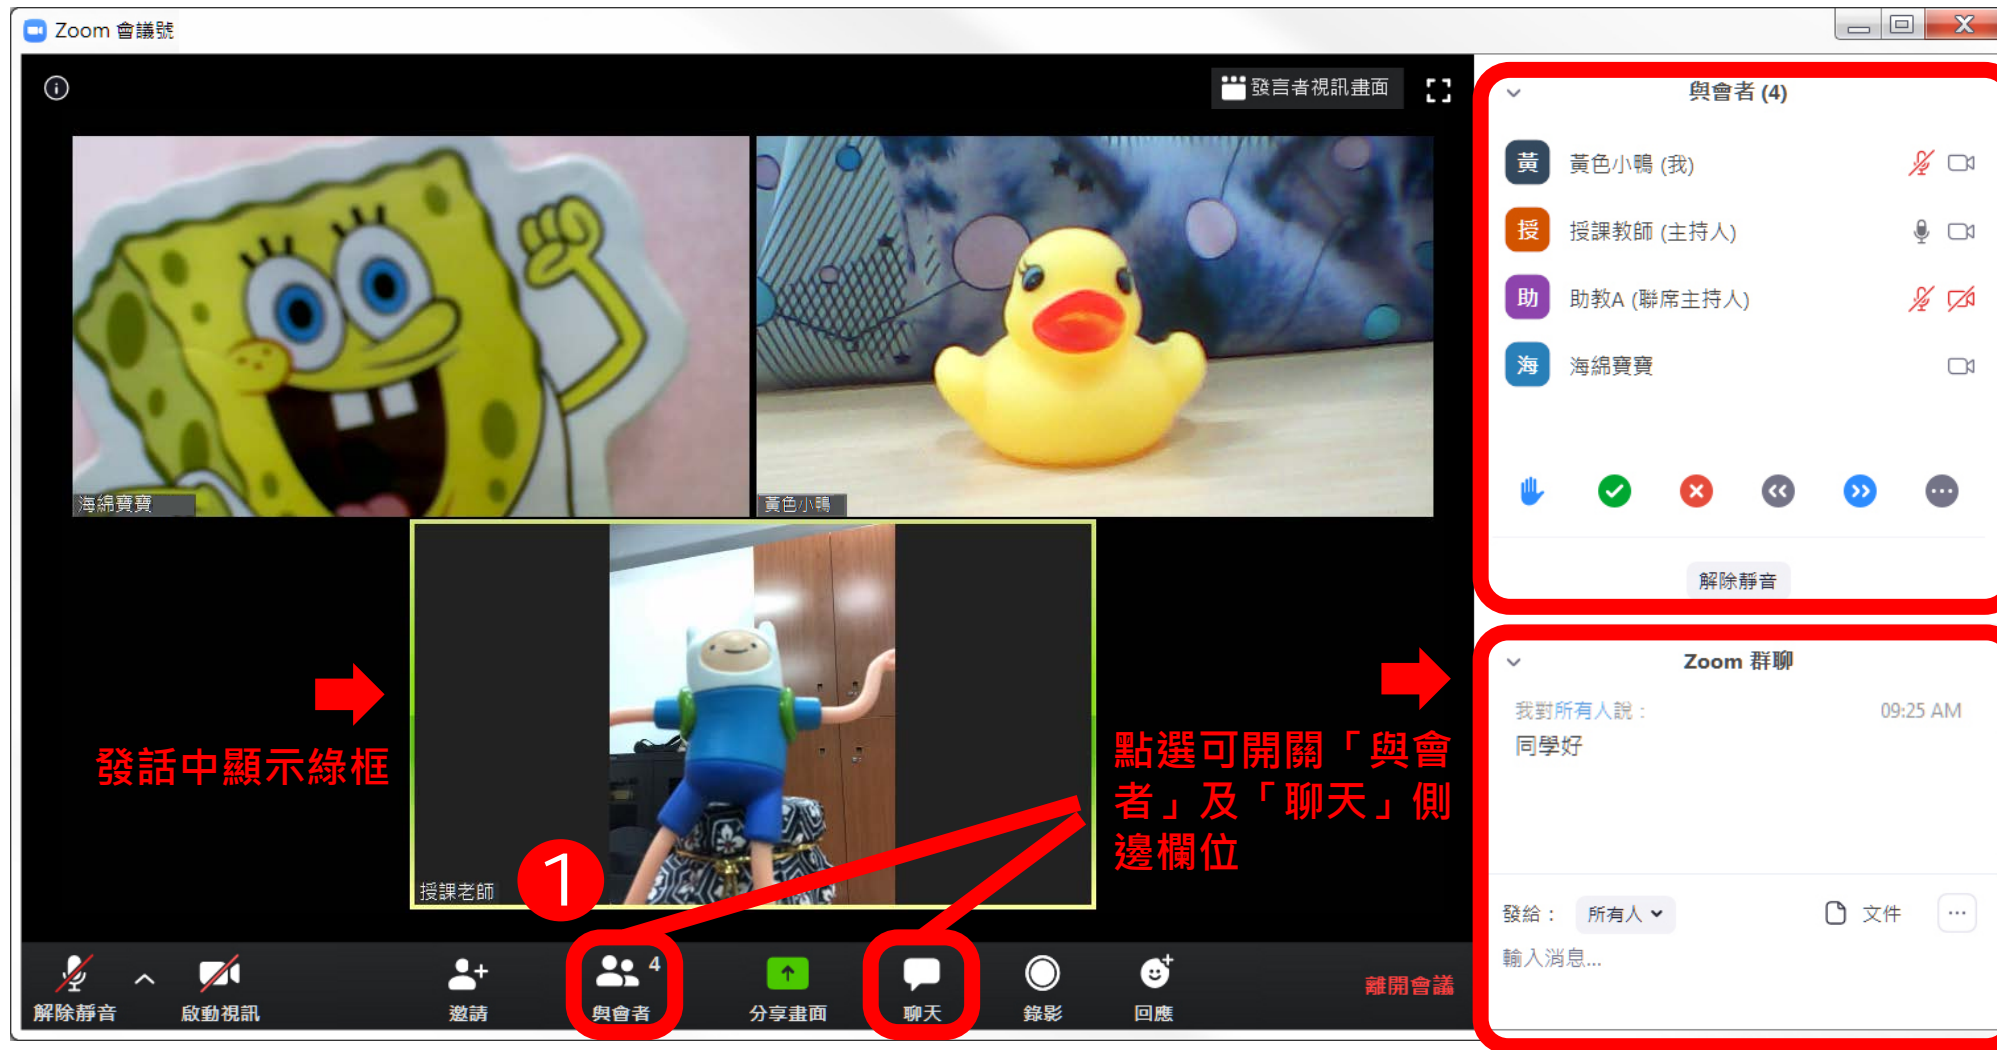 Zoom 會議號
發言者視訊畫面
海綿寶寶
黃色小鴨
授課老師
發話中顯示綠框
點選可開關「與會
者」及「聊天」側
邊欄位
1
解除靜音
啟動視訊
邀請
4
與會者
分享畫面
聊天
錄影
回應
離開會議
與會者 (4)
黃 黃色小鴨 (我)
授 授課教師 (主持人)
助 助教A (聯席主持人)
海 海綿寶寶
解除靜音
Zoom 群聊
我對所有人說： 09:25 AM
同學好
發給： 所有人 文件
輸入消息...